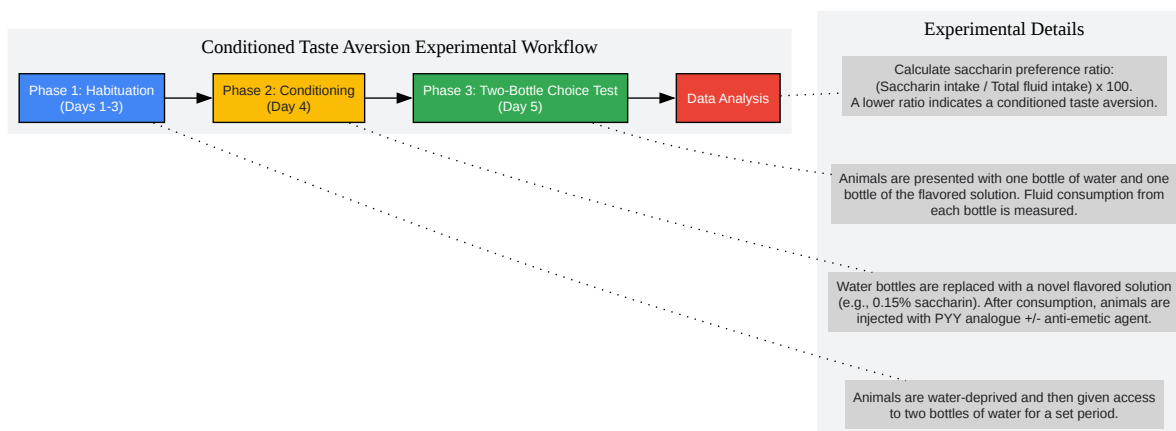 Conditioned Taste Aversion Experimental Workflow
Phase 1: Habituation
(Days 1-3)
Phase 2: Conditioning
(Day 4)
Phase 3: Two-Bottle Choice Test
(Day 5)
Data Analysis
Experimental Details
Calculate saccharin preference ratio:
(Saccharin intake / Total fluid intake) x 100.
A lower ratio indicates a conditioned taste aversion.
Animals are presented with one bottle of water and one
bottle of the flavored solution. Fluid consumption from
each bottle is measured.
Water bottles are replaced with a novel flavored solution
(e.g., 0.15% saccharin). After consumption, animals are
injected with PYY analogue +/- anti-emetic agent.
Animals are water-deprived and then given access
to two bottles of water for a set period.